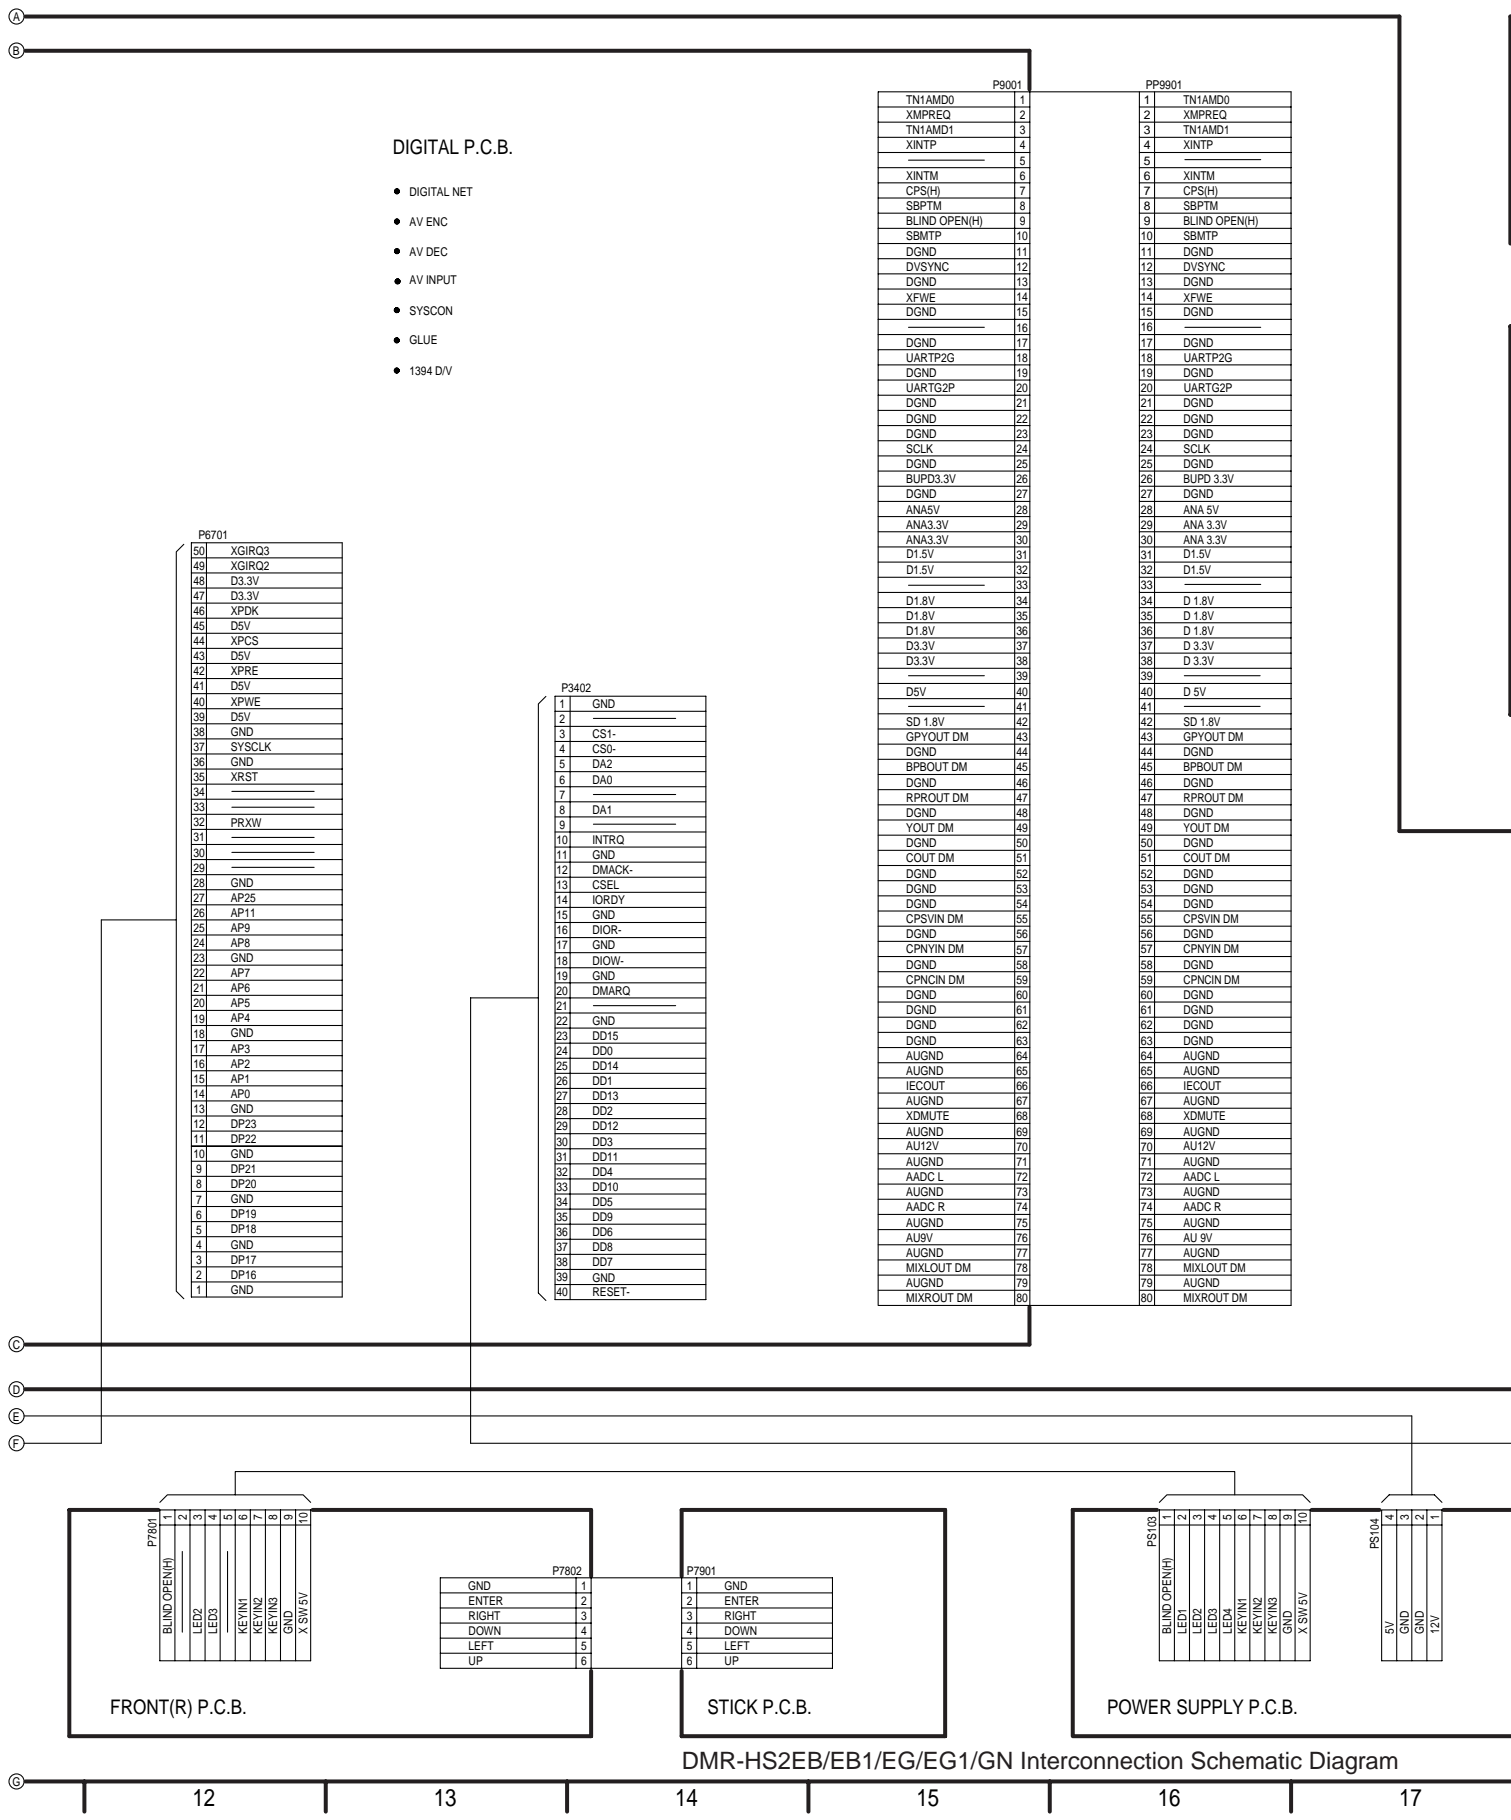 A
B
DIGITAL P.C.B.
● DIGITAL NET
● AV ENC
● AV DEC
● AV INPUT
● SYSCON
● GLUE
● 1394 D/V
P6701
50 XGIRQ3
49 XGIRQ2
48 D3.3V
47 D3.3V
46 XPDK
45 D5V
44 XPCS
43 D5V
42 XPRE
41 D5V
40 XPWE
39 D5V
38 GND
37 SYSCLK
36 GND
35 XRST
34
33
32 PRXW
31
30
29
28 GND
27 AP25
26 AP11
25 AP9
24 AP8
23 GND
22 AP7
21 AP6
20 AP5
19 AP4
18 GND
17 AP3
16 AP2
15 AP1
14 AP0
13 GND
12 DP23
11 DP22
10 GND
9 DP21
8 DP20
7 GND
6 DP19
5 DP18
4 GND
3 DP17
2 DP16
1 GND
P3402
1 GND
2
3 CS1-
4 CS0-
5 DA2
6 DA0
7
8 DA1
9
10 INTRQ
11 GND
12 DMACK-
13 CSEL
14 IORDY
15 GND
16 DIOR-
17 GND
18 DIOW-
19 GND
20 DMARQ
21
22 GND
23 DD15
24 DD0
25 DD14
26 DD1
27 DD13
28 DD2
29 DD12
30 DD3
31 DD11
32 DD4
33 DD10
34 DD5
35 DD9
36 DD6
37 DD8
38 DD7
39 GND
40 RESET-
P9001 PP9901
TN1AMD0 1 1 TN1AMD0
XMPREQ 2 2 XMPREQ
TN1AMD1 3 3 TN1AMD1
XINTP 4 4 XINTP
5 5
XINTM 6 6 XINTM
CPS(H) 7 7 CPS(H)
SBPTM 8 8 SBPTM
BLIND OPEN(H) 9 9 BLIND OPEN(H)
SBMTP 10 10 SBMTP
DGND 11 11 DGND
DVSYNC 12 12 DVSYNC
DGND 13 13 DGND
XFWE 14 14 XFWE
DGND 15 15 DGND
16 16
DGND 17 17 DGND
UARTP2G 18 18 UARTP2G
DGND 19 19 DGND
UARTG2P 20 20 UARTG2P
DGND 21 21 DGND
DGND 22 22 DGND
DGND 23 23 DGND
SCLK 24 24 SCLK
DGND 25 25 DGND
BUPD3.3V 26 26 BUPD 3.3V
DGND 27 27 DGND
ANA5V 28 28 ANA 5V
ANA3.3V 29 29 ANA 3.3V
ANA3.3V 30 30 ANA 3.3V
D1.5V 31 31 D1.5V
D1.5V 32 32 D1.5V
33 33
D1.8V 34 34 D 1.8V
D1.8V 35 35 D 1.8V
D1.8V 36 36 D 1.8V
D3.3V 37 37 D 3.3V
D3.3V 38 38 D 3.3V
39 39
D5V 40 40 D 5V
41 41
SD 1.8V 42 42 SD 1.8V
GPYOUT DM 43 43 GPYOUT DM
DGND 44 44 DGND
BPBOUT DM 45 45 BPBOUT DM
DGND 46 46 DGND
RPROUT DM 47 47 RPROUT DM
DGND 48 48 DGND
YOUT DM 49 49 YOUT DM
DGND 50 50 DGND
COUT DM 51 51 COUT DM
DGND 52 52 DGND
DGND 53 53 DGND
DGND 54 54 DGND
CPSVIN DM 55 55 CPSVIN DM
DGND 56 56 DGND
CPNYIN DM 57 57 CPNYIN DM
DGND 58 58 DGND
CPNCIN DM 59 59 CPNCIN DM
DGND 60 60 DGND
DGND 61 61 DGND
DGND 62 62 DGND
DGND 63 63 DGND
AUGND 64 64 AUGND
AUGND 65 65 AUGND
IECOUT 66 66 IECOUT
AUGND 67 67 AUGND
XDMUTE 68 68 XDMUTE
AUGND 69 69 AUGND
AU12V 70 70 AU12V
AUGND 71 71 AUGND
AADC L 72 72 AADC L
AUGND 73 73 AUGND
AADC R 74 74 AADC R
AUGND 75 75 AUGND
AU9V 76 76 AU 9V
AUGND 77 77 AUGND
MIXLOUT DM 78 78 MIXLOUT DM
AUGND 79 79 AUGND
MIXROUT DM 80 80 MIXROUT DM
C
D
E
F
P7801
1 BLIND OPEN(H)
2
3 LED2
4 LED3
5
6 KEYIN1
7 KEYIN2
8 KEYIN3
9 GND
10 X SW 5V
FRONT(R) P.C.B.
P7802 P7901
GND 1 1 GND
ENTER 2 2 ENTER
RIGHT 3 3 RIGHT
DOWN 4 4 DOWN
LEFT 5 5 LEFT
UP 6 6 UP
STICK P.C.B.
PS103
1 BLIND OPEN(H)
2 LED1
3 LED2
4 LED3
5 LED4
6 KEYIN1
7 KEYIN2
8 KEYIN3
9 GND
10 X SW 5V
PS104
4 5V
3 GND
2 GND
1 12V
POWER SUPPLY P.C.B.
DMR-HS2EB/EB1/EG/EG1/GN Interconnection Schematic Diagram
G
12 13 14 15 16 17